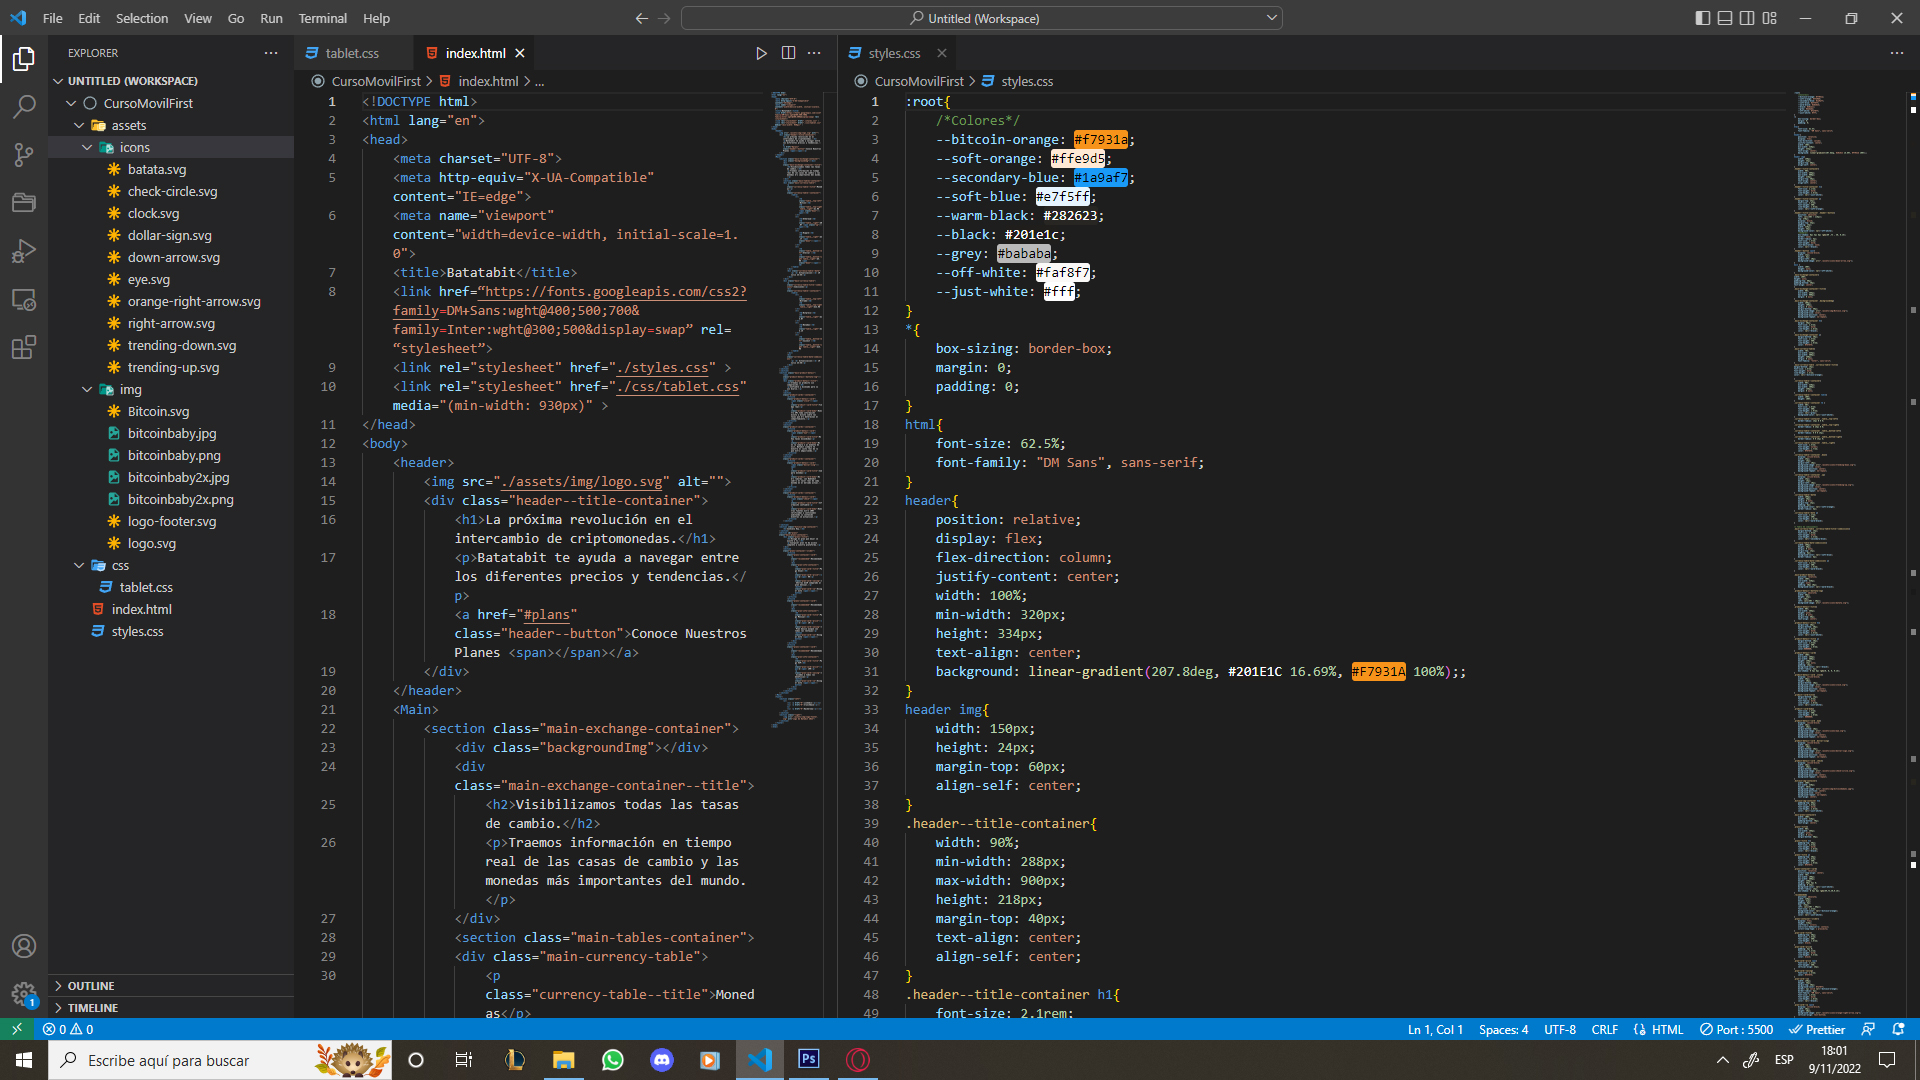 File Edit Selection View Go Run Terminal Help
Untitled (Workspace)
EXPLORER
UNTITLED (WORKSPACE)
CursoMovilFirst
assets
icons
batata.svg
check-circle.svg
clock.svg
dollar-sign.svg
down-arrow.svg
eye.svg
orange-right-arrow.svg
right-arrow.svg
trending-down.svg
trending-up.svg
img
Bitcoin.svg
bitcoinbaby.jpg
bitcoinbaby.png
bitcoinbaby2x.jpg
bitcoinbaby2x.png
logo-footer.svg
logo.svg
css
tablet.css
index.html
styles.css
OUTLINE
TIMELINE
1
tablet.css index.html
CursoMovilFirst > index.html > ...
1 <!DOCTYPE html>
2 <html lang="en">
3 <head>
4 <meta charset="UTF-8">
5 <meta http-equiv="X-UA-Compatible"
content="IE=edge">
6 <meta name="viewport"
content="width=device-width, initial-scale=1.
0">
7 <title>Batatabit</title>
8 <link href=“https://fonts.googleapis.com/css2?
family=DM+Sans:wght@400;500;700&
family=Inter:wght@300;500&display=swap” rel=
“stylesheet”>
9 <link rel="stylesheet" href="./styles.css" >
10 <link rel="stylesheet" href="./css/tablet.css"
media="(min-width: 930px)" >
11 </head>
12 <body>
13 <header>
14 <img src="./assets/img/logo.svg" alt="">
15 <div class="header--title-container">
16 <h1>La próxima revolución en el
intercambio de criptomonedas.</h1>
17 <p>Batatabit te ayuda a navegar entre
los diferentes precios y tendencias.</
p>
18 <a href="#plans"
class="header--button">Conoce Nuestros
Planes <span></span></a>
19 </div>
20 </header>
21 <Main>
22 <section class="main-exchange-container">
23 <div class="backgroundImg"></div>
24 <div
class="main-exchange-container--title">
25 <h2>Visibilizamos todas las tasas
de cambio.</h2>
26 <p>Traemos información en tiempo
real de las casas de cambio y las
monedas más importantes del mundo.
</p>
27 </div>
28 <section class="main-tables-container">
29 <div class="main-currency-table">
30 <p
class="currency-table--title">Moned
as</p>
styles.css
CursoMovilFirst > styles.css
1 :root{
2 /*Colores*/
3 --bitcoin-orange: #f7931a;
4 --soft-orange: #ffe9d5;
5 --secondary-blue: #1a9af7;
6 --soft-blue: #e7f5ff;
7 --warm-black: #282623;
8 --black: #201e1c;
9 --grey: #bababa;
10 --off-white: #faf8f7;
11 --just-white: #fff;
12 }
13 *{
14 box-sizing: border-box;
15 margin: 0;
16 padding: 0;
17 }
18 html{
19 font-size: 62.5%;
20 font-family: "DM Sans", sans-serif;
21 }
22 header{
23 position: relative;
24 display: flex;
25 flex-direction: column;
26 justify-content: center;
27 width: 100%;
28 min-width: 320px;
29 height: 334px;
30 text-align: center;
31 background: linear-gradient(207.8deg, #201E1C 16.69%, #F7931A 100%);;
32 }
33 header img{
34 width: 150px;
35 height: 24px;
36 margin-top: 60px;
37 align-self: center;
38 }
39 .header--title-container{
40 width: 90%;
41 min-width: 288px;
42 max-width: 900px;
43 height: 218px;
44 margin-top: 40px;
45 text-align: center;
46 align-self: center;
47 }
48 .header--title-container h1{
49 font-size: 2.1rem;
0 0 Ln 1, Col 1 Spaces: 4 UTF-8 CRLF HTML Port : 5500 Prettier
Escribe aquí para buscar
Ps
ESP
18:01
9/11/2022